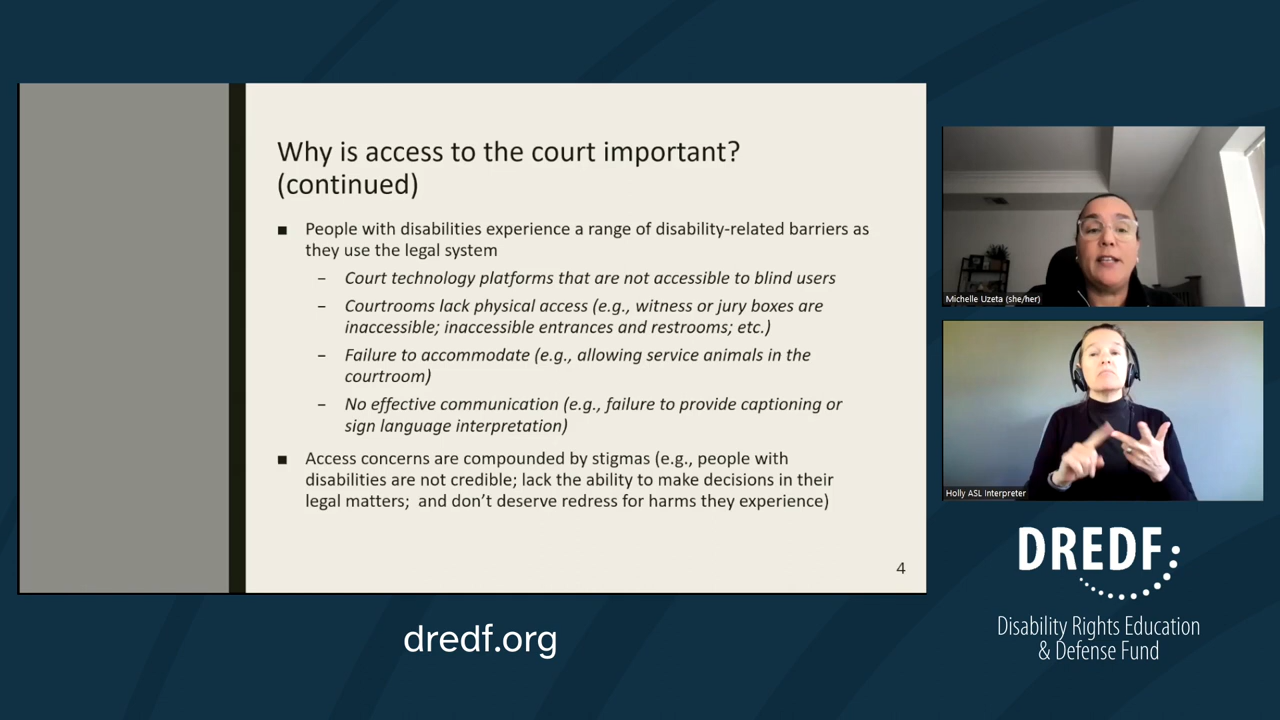 Why is access to the court important?
(continued)
■ People with disabilities experience a range of disability-related barriers as
they use the legal system
– Court technology platforms that are not accessible to blind users
– Courtrooms lack physical access (e.g., witness or jury boxes are
inaccessible; inaccessible entrances and restrooms; etc.)
– Failure to accommodate (e.g., allowing service animals in the
courtroom)
– No effective communication (e.g., failure to provide captioning or
sign language interpretation)
■ Access concerns are compounded by stigmas (e.g., people with
disabilities are not credible; lack the ability to make decisions in their
legal matters;  and don’t deserve redress for harms they experience)
4
Michelle Uzeta (she/her)
Holly ASL Interpreter
DREDF
Disability Rights Education
& Defense Fund
dredf.org